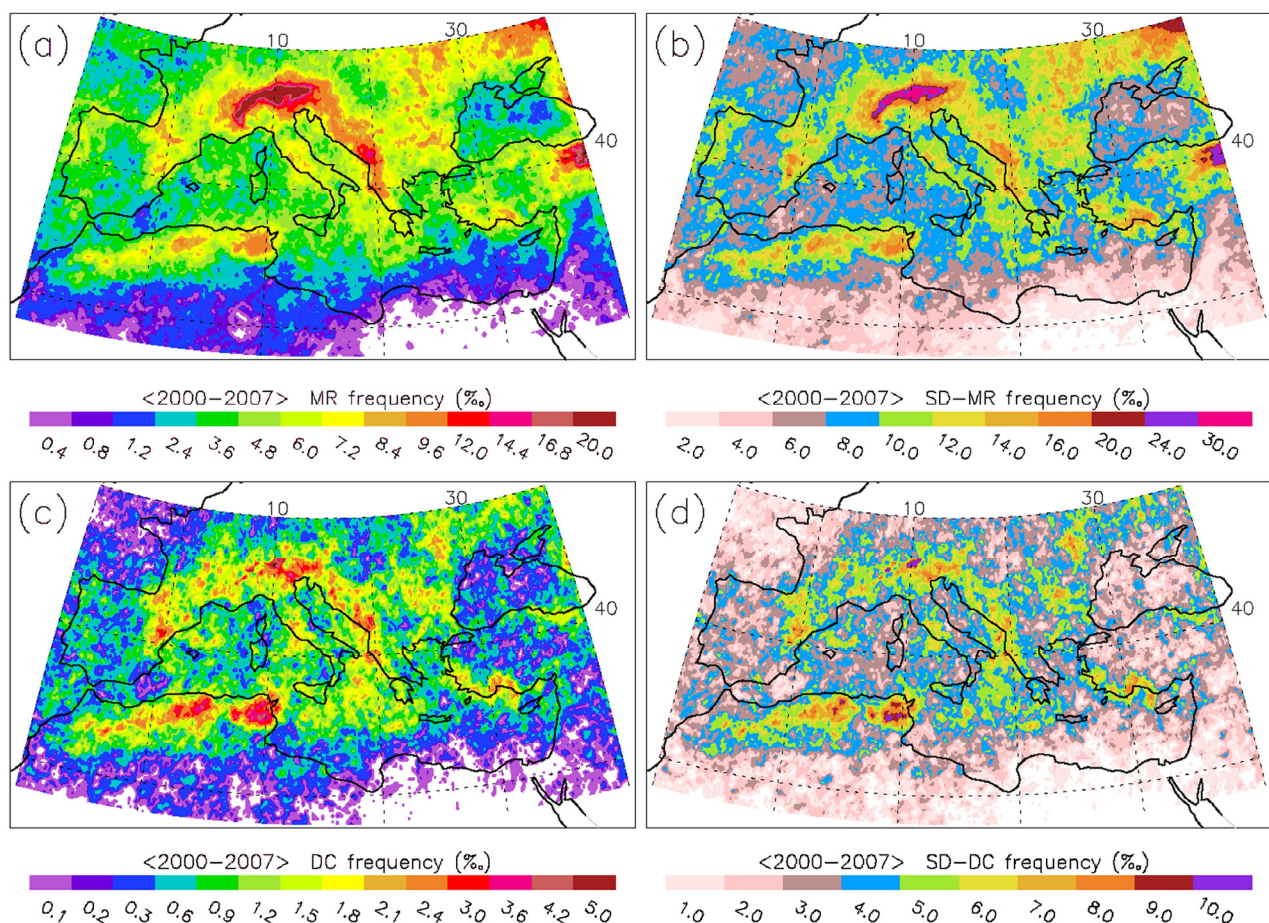 (a)
10
30
40
<2000-2007> MR frequency (‰)
0.4 0.8 1.2 2.4 3.6 4.8 6.0 7.2 8.4 9.6 12.0 14.4 16.8 20.0
(b)
10
30
40
<2000-2007> SD-MR frequency (‰)
2.0 4.0 6.0 8.0 10.0 12.0 14.0 16.0 20.0 24.0 30.0
(c)
10
30
40
<2000-2007> DC frequency (‰)
0.1 0.2 0.3 0.6 0.9 1.2 1.5 1.8 2.1 2.4 3.0 3.6 4.2 5.0
(d)
10
30
40
<2000-2007> SD-DC frequency (‰)
1.0 2.0 3.0 4.0 5.0 6.0 7.0 8.0 9.0 10.0